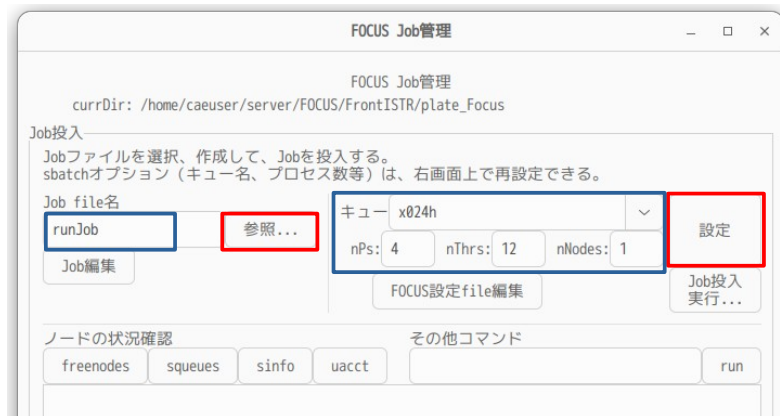 FOCUS Job管理
FOCUS Job管理
currDir: /home/caeuser/server/FOCUS/FrontISTR/plate_Focus
Job投入
Jobファイルを選択、作成して、Jobを投入する。
sbatchオプション（キュー名、プロセス数等）は、右画面上で再設定できる。
Job file名
runJob 参照...
Job編集
キュー x024h
nPs: 4 nThrs: 12 nNodes: 1
設定
FOCUS設定file編集
Job投入
実行...
ノードの状況確認
freenodes squeues sinfo uacct
その他コマンド
run